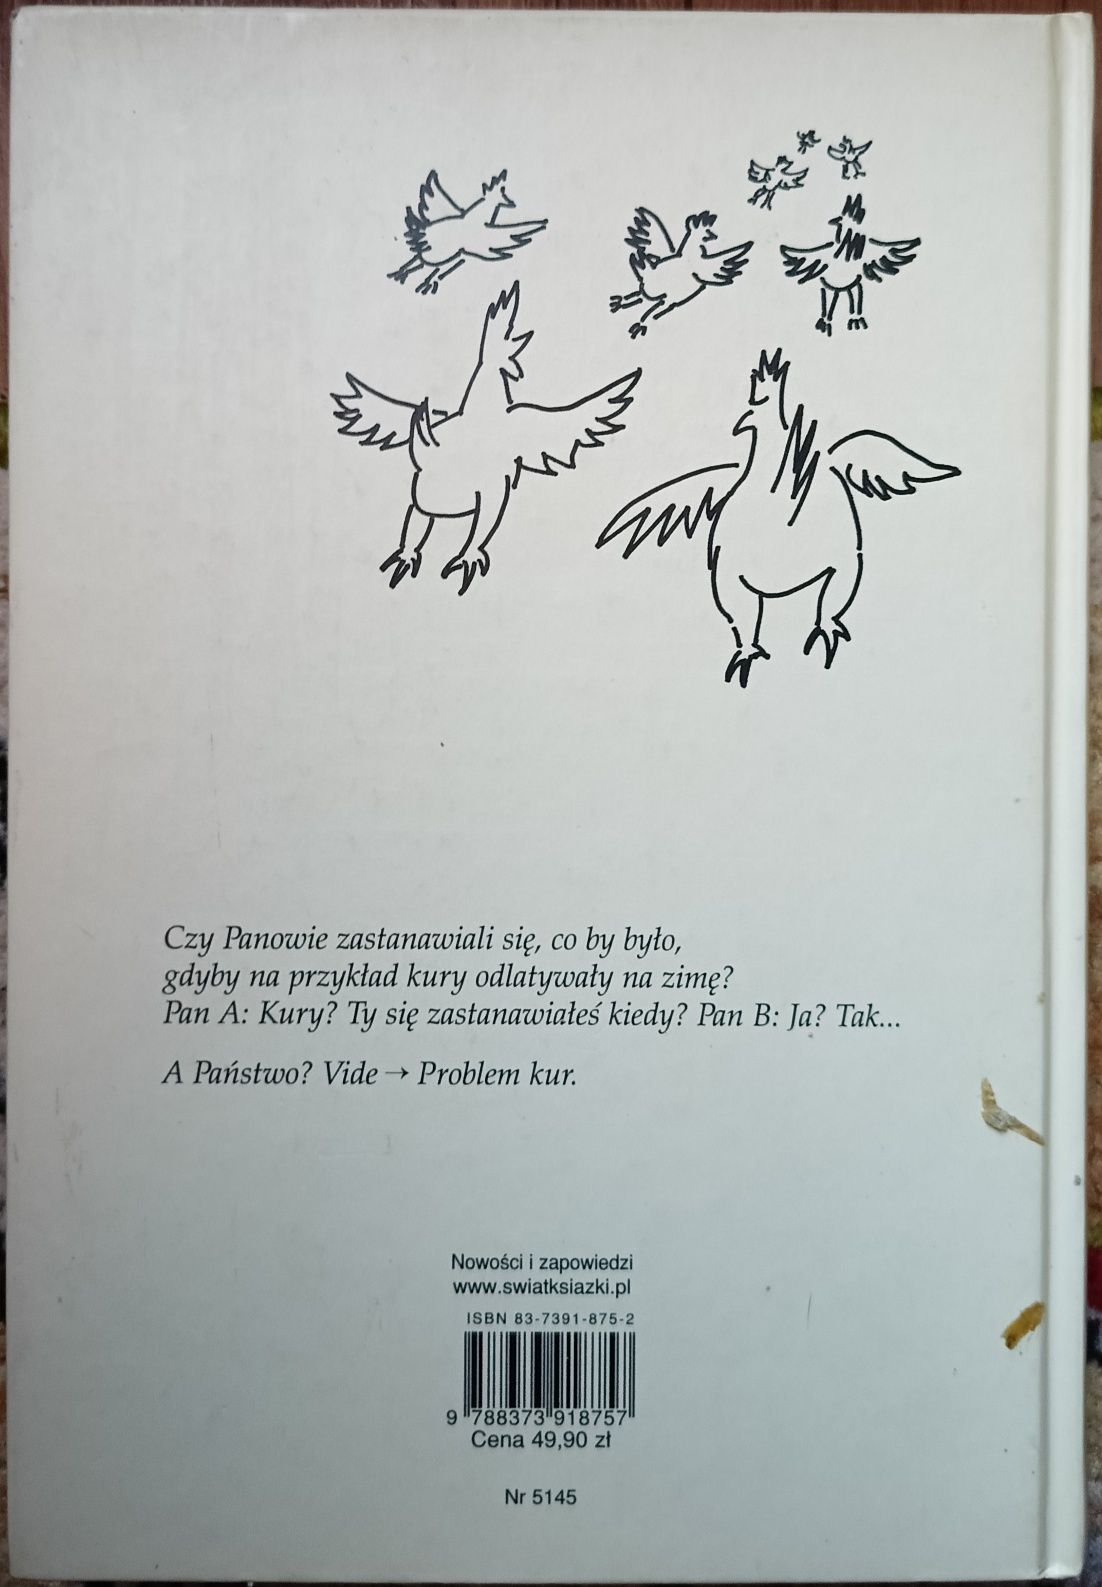 Czy Panowie zastanawiali się, co by było,
gdyby na przykład kury odlatywały na zimę?
Pan A: Kury? Ty się zastanawiałeś kiedy? Pan B: Ja? Tak...
A Państwo? Vide → Problem kur.
Nowości i zapowiedzi
www.swiatksiazki.pl
ISBN 83-7391-875-2
9 788373 918757
Cena 49,90 zł
Nr 5145